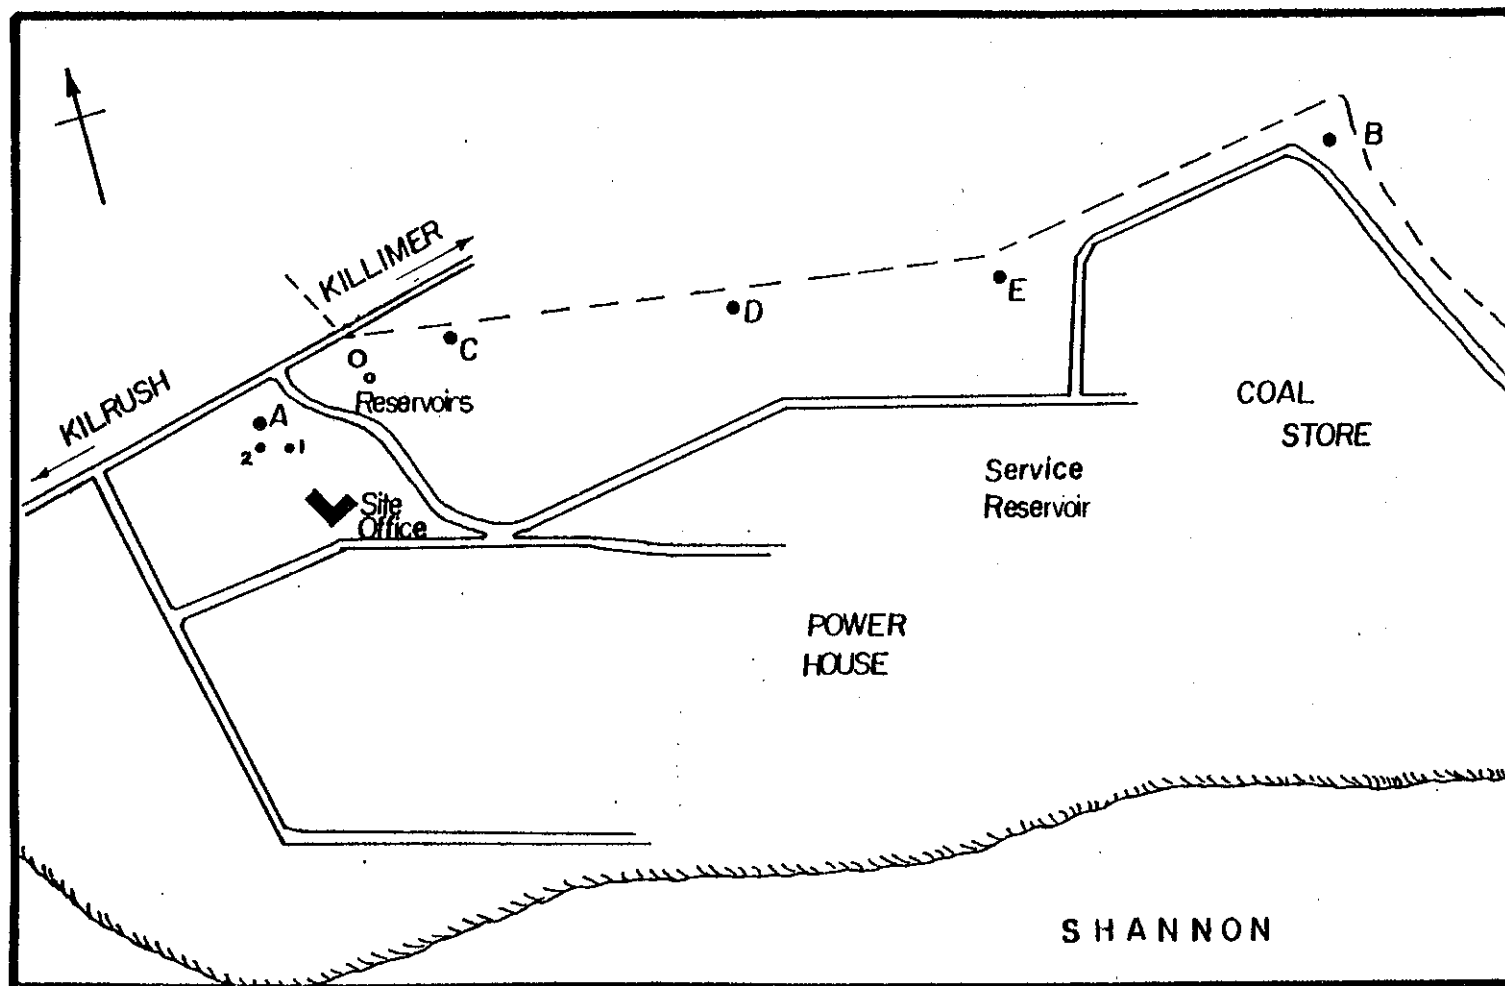 B
KILLIMER
E
D
C
Reservoirs
KILRUSH
A
2 1
COAL
STORE
Service
Reservoir
Site
Office
POWER
HOUSE
SHANNON